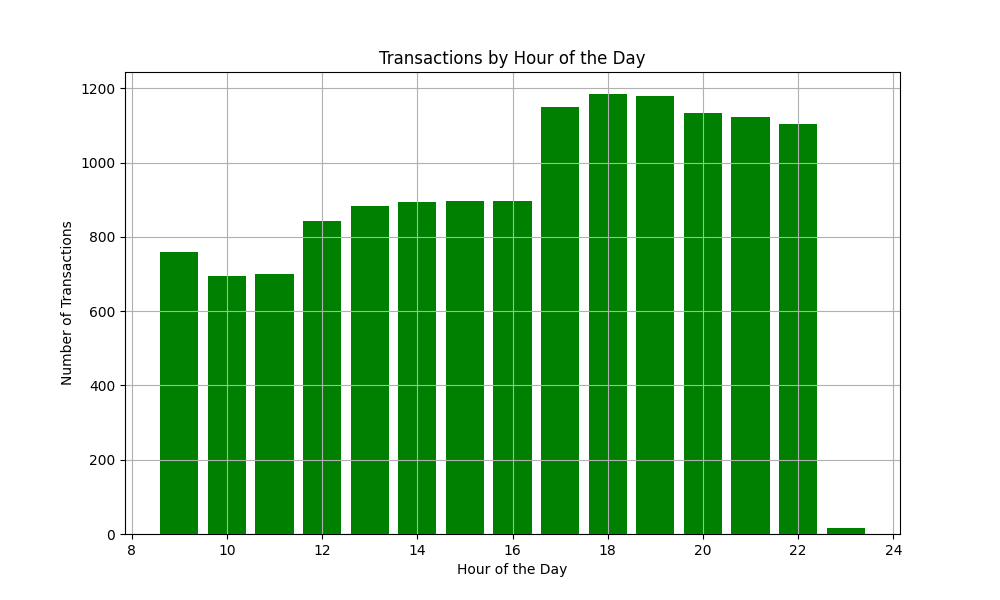 Transactions by Hour of the Day
1200
1000
800
600
400
200
0
Number of Transactions
8 10 12 14 16 18 20 22 24
Hour of the Day